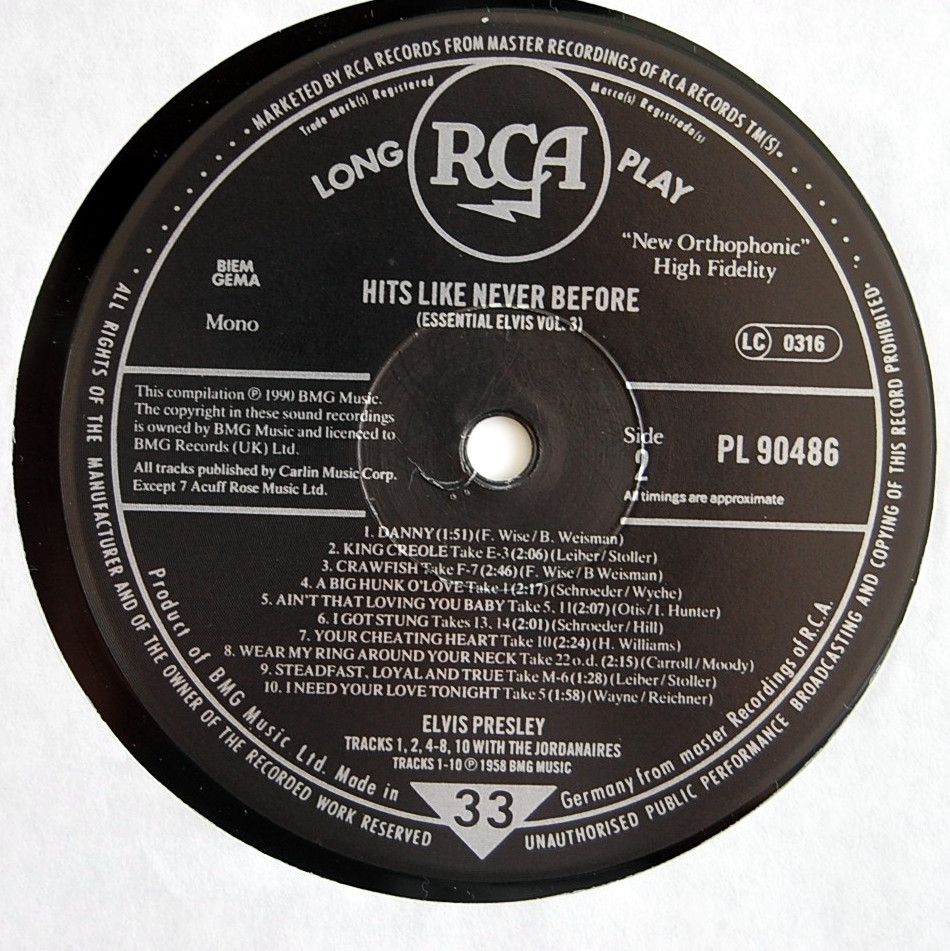 • MARKETED BY RCA RECORDS FROM MASTER RECORDINGS OF RCA RECORDS TM(S) •
Trade Mark(s) Registered
Marca(s) Registrada(s)
LONG RCA PLAY
"New Orthophonic"
High Fidelity
BIEM
GEMA
HITS LIKE NEVER BEFORE
(ESSENTIAL ELVIS VOL. 3)
Mono
LC 0316
This compilation ℗ 1990 BMG Music.
The copyright in these sound recordings
is owned by BMG Music and licenced to
BMG Records (UK) Ltd.
All tracks published by Carlin Music Corp.
Except 7 Acuff Rose Music Ltd.
Side
2
PL 90486
All timings are approximate
1. DANNY (1:51) (F. Wise / B. Weisman)
2. KING CREOLE Take E-3 (2:06) (Leiber / Stoller)
3. CRAWFISH Take F-7 (2:46) (F. Wise / B Weisman)
4. A BIG HUNK O'LOVE Take 1 (2:17) (Schroeder / Wyche)
5. AIN'T THAT LOVING YOU BABY Take 5, 11 (2:07) (Otis / I. Hunter)
6. I GOT STUNG Takes 13, 14 (2:01) (Schroeder / Hill)
7. YOUR CHEATING HEART Take 10 (2:24) (H. Williams)
8. WEAR MY RING AROUND YOUR NECK Take 22 o.d. (2:15) (Carroll / Moody)
9. STEADFAST, LOYAL AND TRUE Take M-6 (1:28) (Leiber / Stoller)
10. I NEED YOUR LOVE TONIGHT Take 5 (1:58) (Wayne / Reichner)
ELVIS PRESLEY
TRACKS 1, 2, 4-8, 10 WITH THE JORDANAIRES
TRACKS 1-10 ℗ 1958 BMG MUSIC
33
Product of BMG Music Ltd. Made in Germany from master Recordings of R.C.A.
ALL RIGHTS OF THE MANUFACTURER AND OF THE OWNER OF THE RECORDED WORK RESERVED
UNAUTHORISED PUBLIC PERFORMANCE BROADCASTING AND COPYING OF THIS RECORD PROHIBITED •